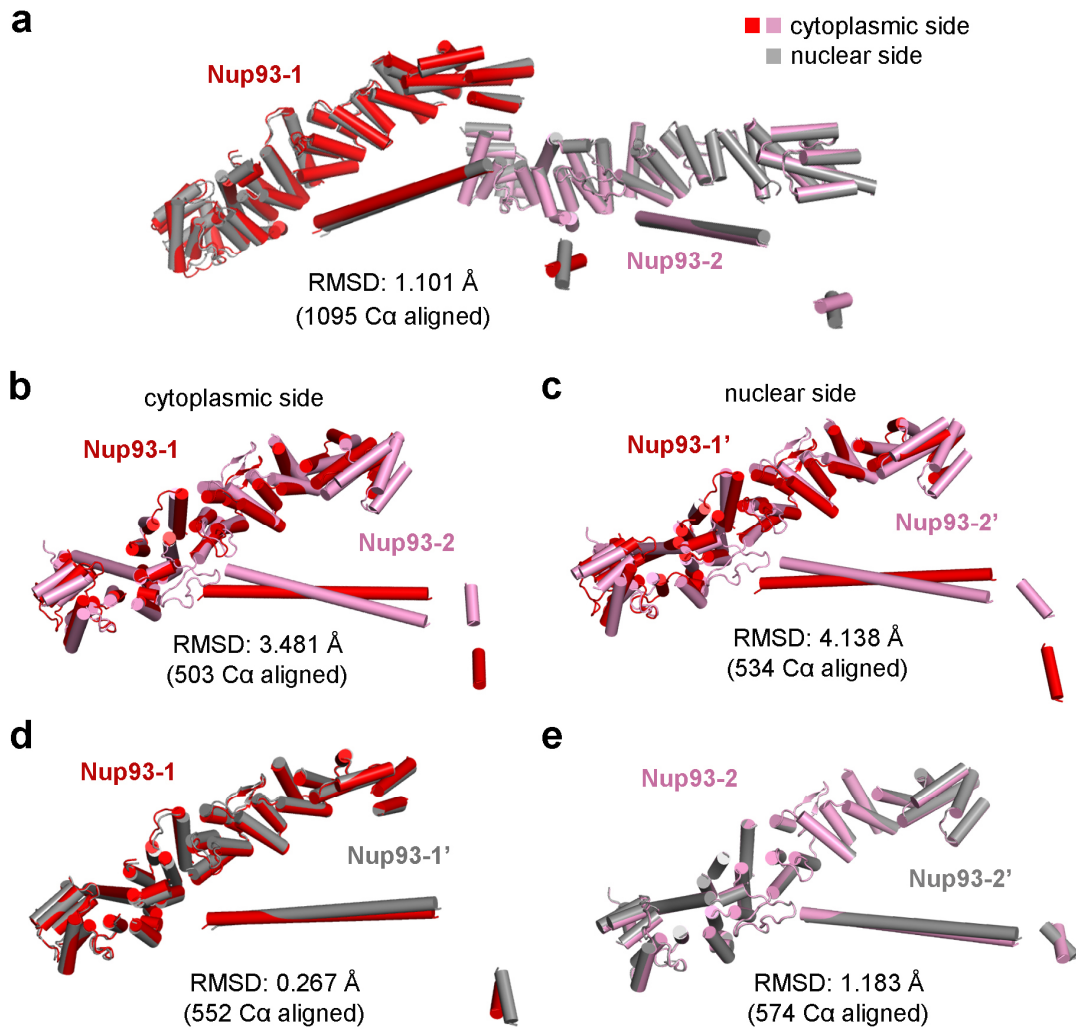 a
cytoplasmic side
nuclear side
Nup93-1
Nup93-2
RMSD: 1.101 Å
(1095 Cα aligned)
b
cytoplasmic side
Nup93-1
Nup93-2
RMSD: 3.481 Å
(503 Cα aligned)
c
nuclear side
Nup93-1’
Nup93-2’
RMSD: 4.138 Å
(534 Cα aligned)
d
Nup93-1
Nup93-1’
RMSD: 0.267 Å
(552 Cα aligned)
e
Nup93-2
Nup93-2’
RMSD: 1.183 Å
(574 Cα aligned)